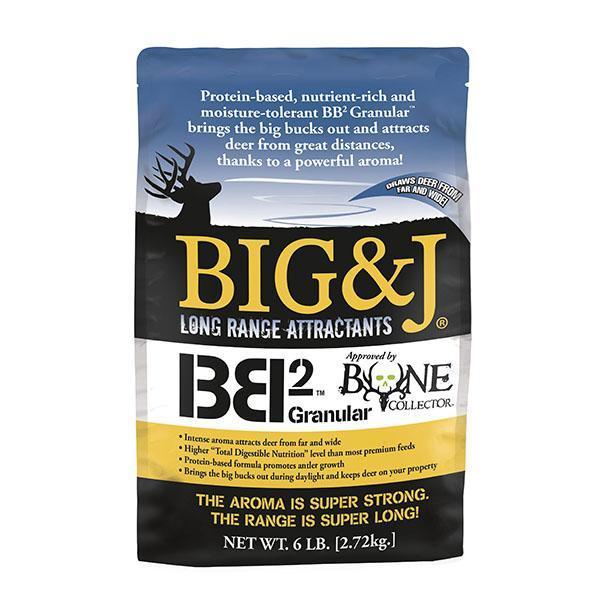 Protein-based, nutrient-rich and
moisture-tolerant BB² Granular™
brings the big bucks out and attracts
deer from great distances,
thanks to a powerful aroma!
DRAWS DEER FROM
FAR AND WIDE!
BIG&J®
LONG RANGE ATTRACTANTS
BB2™
Granular
Approved by
BONE
COLLECTOR™
• Intense aroma attracts deer from far and wide
• Higher "Total Digestible Nutrition" level than most premium feeds
• Protein-based formula promotes antler growth
• Brings the big bucks out during daylight and keeps deer on your property
THE AROMA IS SUPER STRONG.
THE RANGE IS SUPER LONG!
NET WT. 6 LB. [2.72kg.]